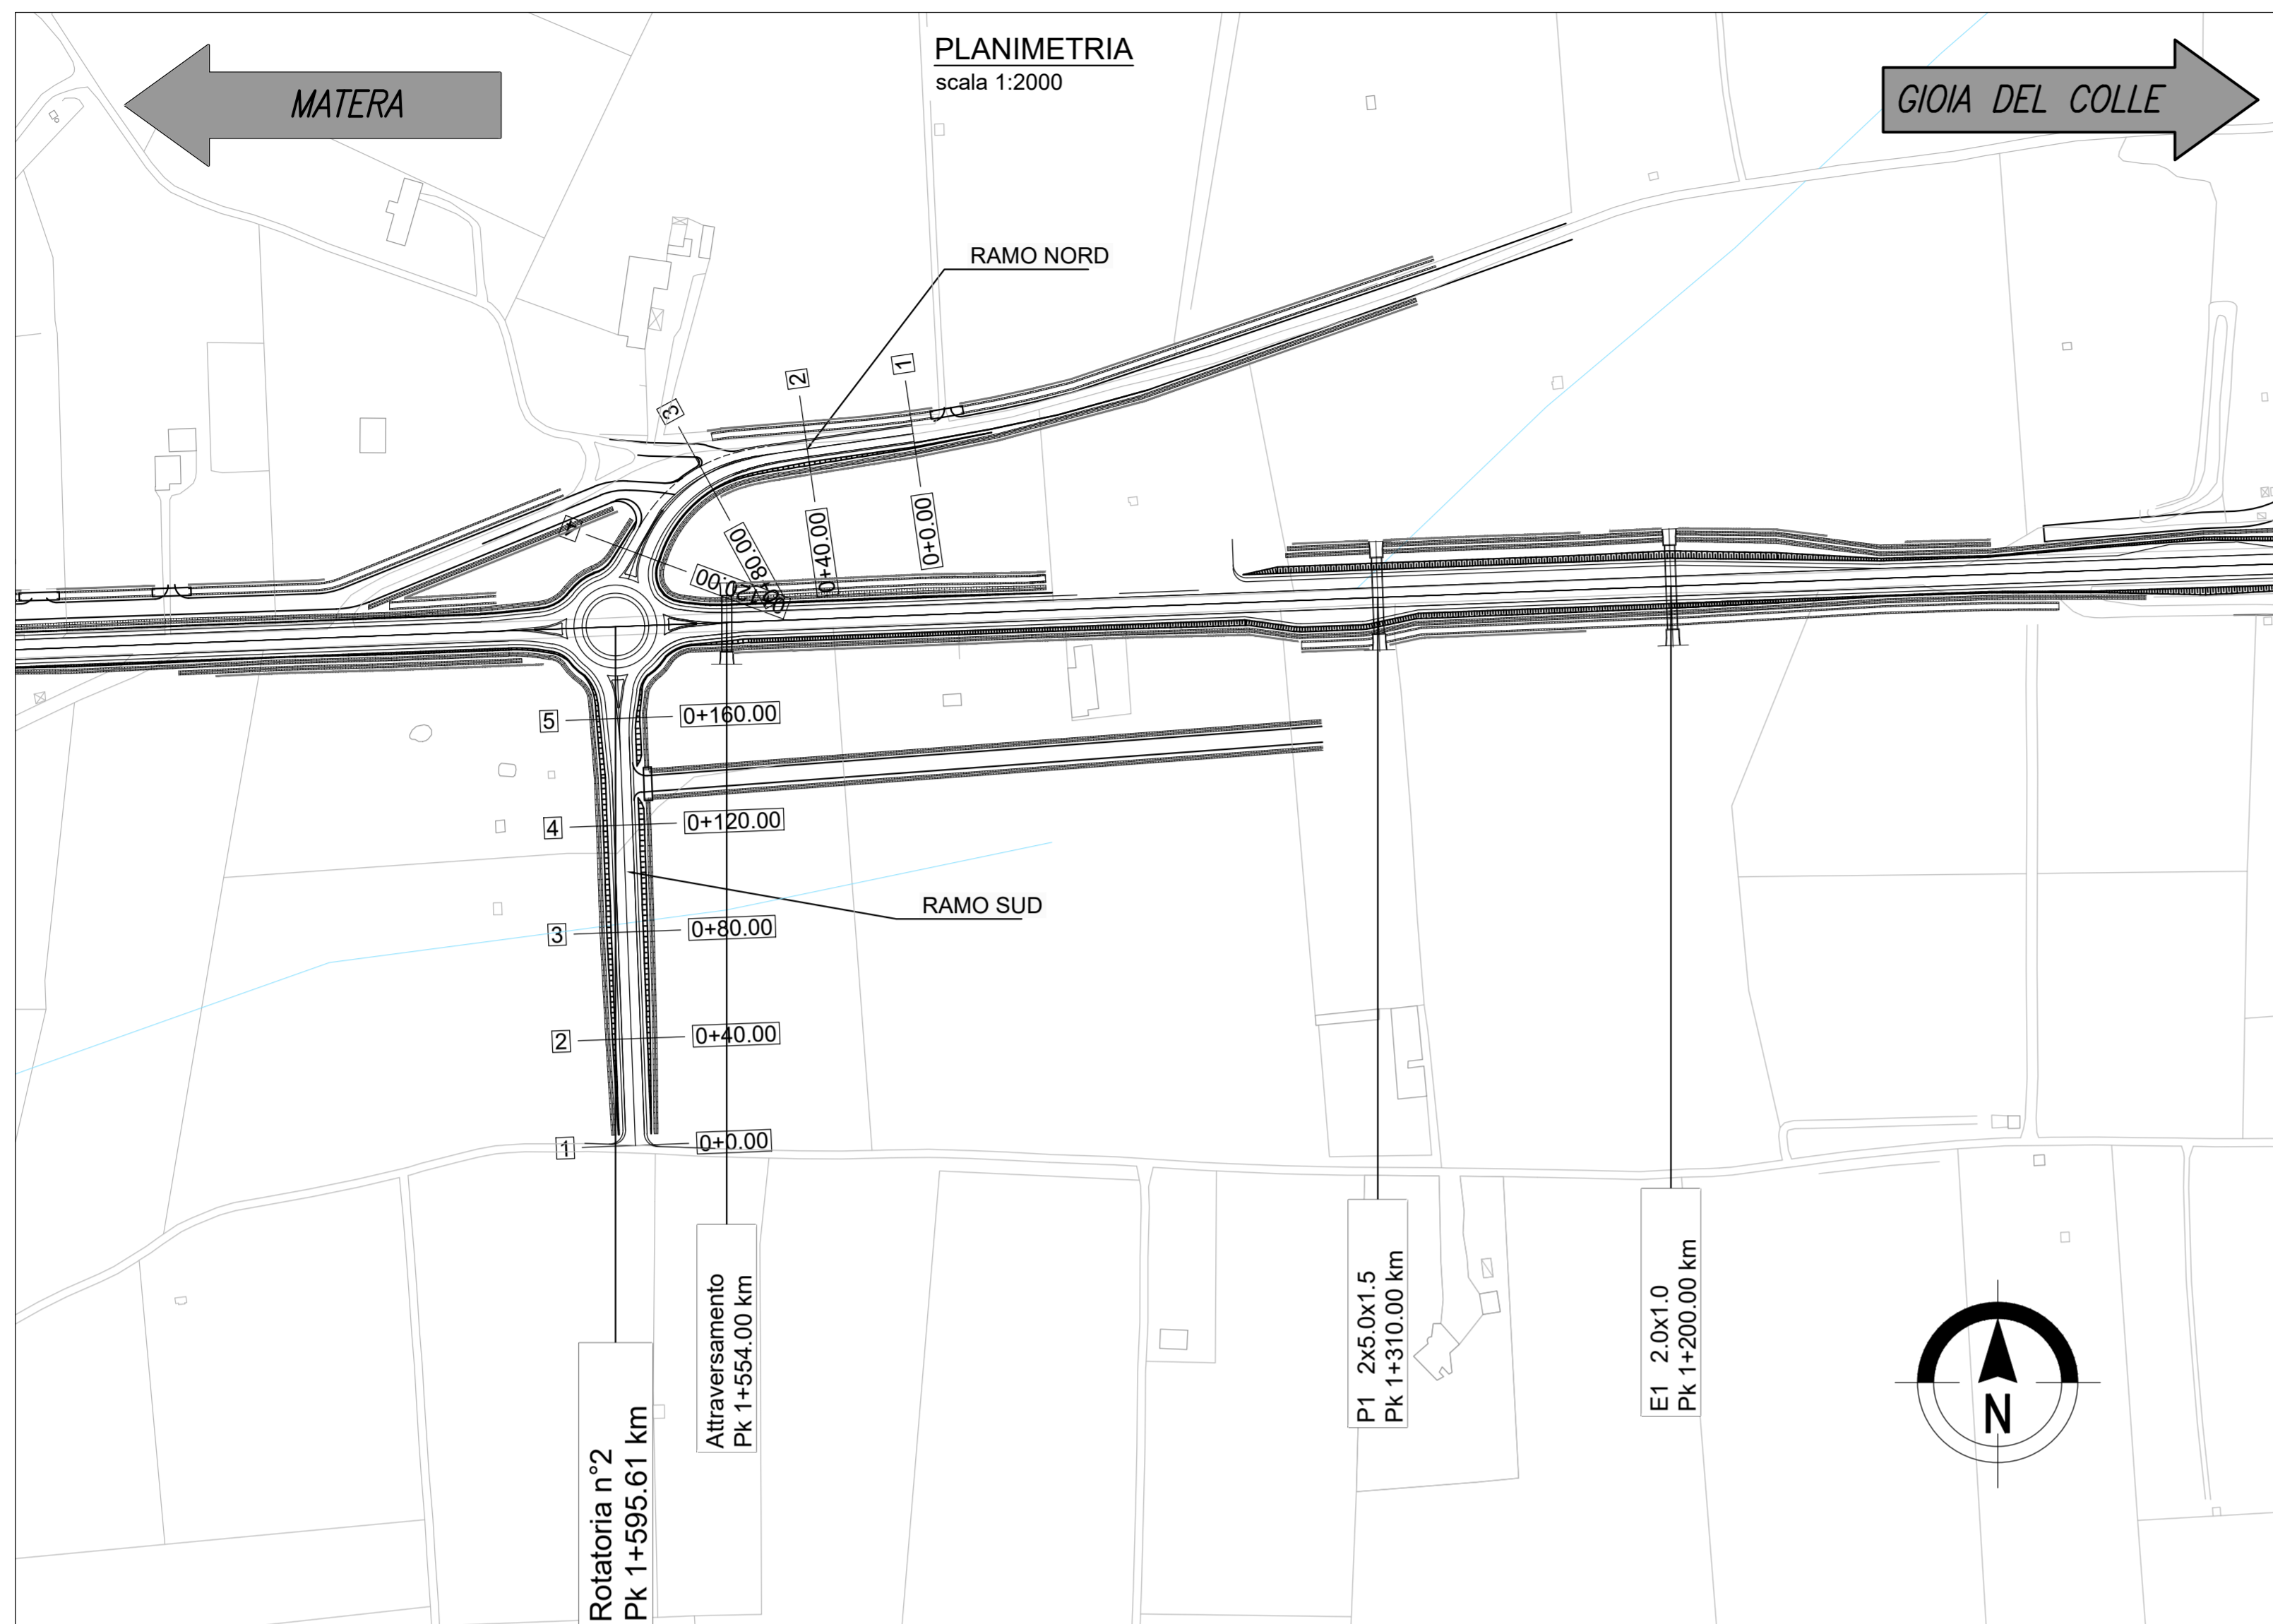 PLANIMETRIA
scala 1:2000
MATERA
GIOIA DEL COLLE
RAMO NORD
1
2
3
4
0+0.00
0+40.00
0+80.00
0+120.00
5
0+160.00
4
0+120.00
RAMO SUD
3
0+80.00
2
0+40.00
1
0+0.00
Rotatoria n°2
Pk 1+595.61 km
Attraversamento
Pk 1+554.00 km
P1 2x5.0x1.5
Pk 1+310.00 km
E1 2.0x1.0
Pk 1+200.00 km
N